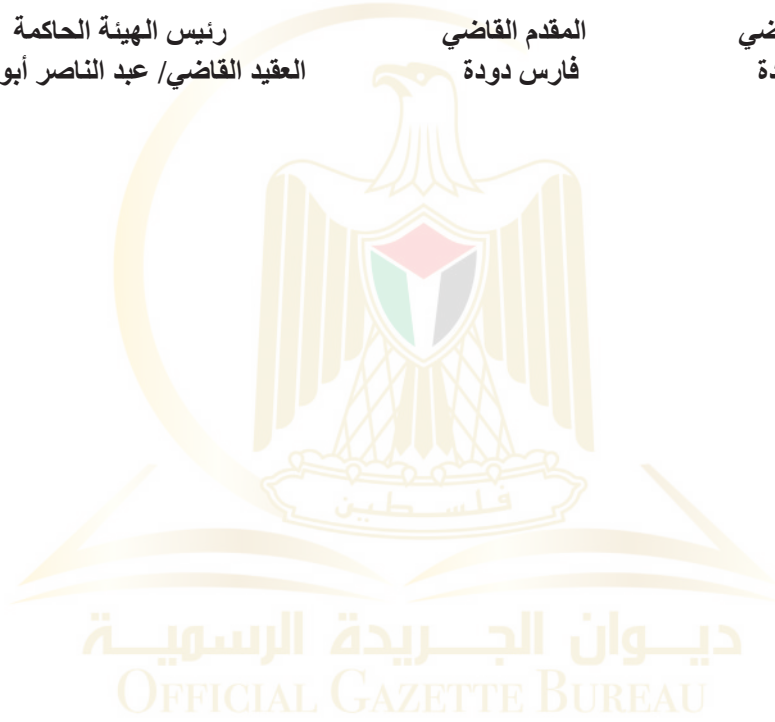 المقدم القاضي
فارس دودة
رئيس الهيئة الحاكمة
العقيد القاضي/ عبد الناصر أبو
فلسطين
ديوان الجريدة الرسمية
OFFICIAL GAZETTE BUREAU